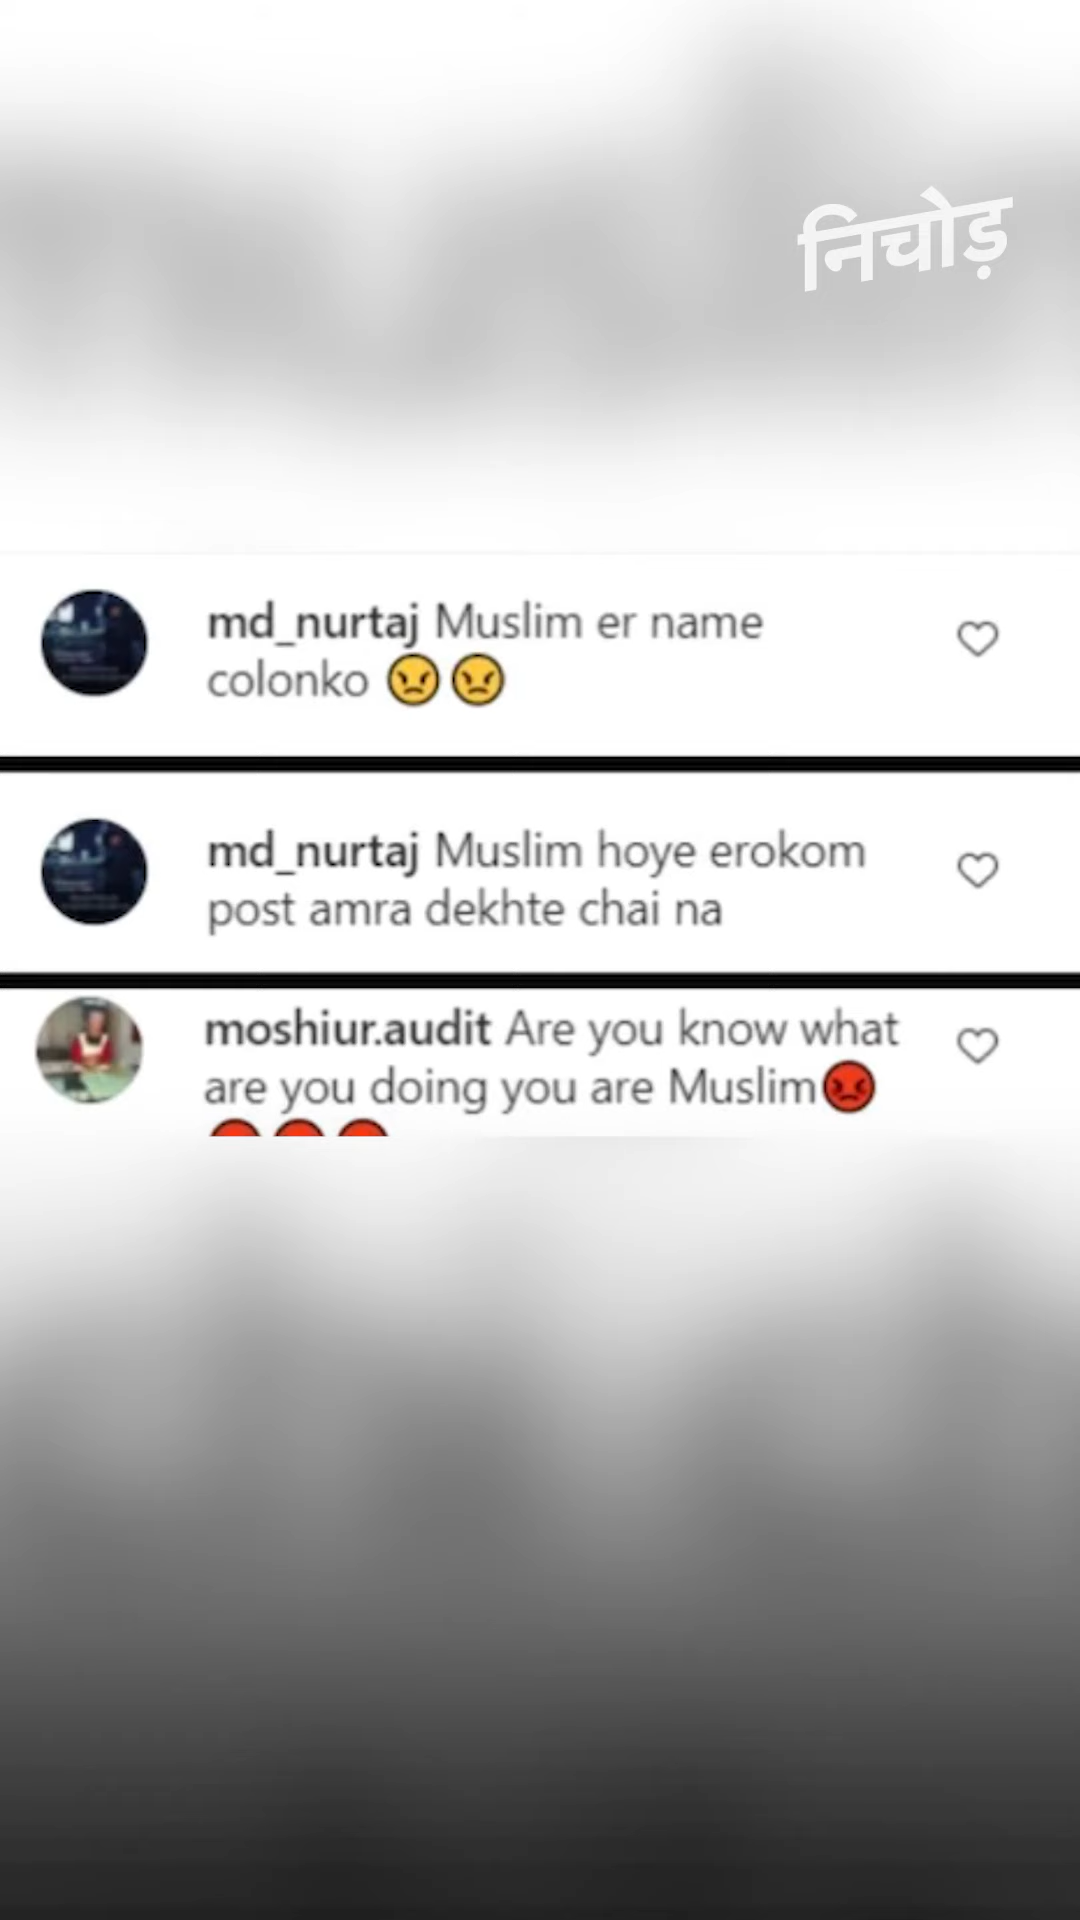 निचोड़
md_nurtaj Muslim er name
colonko 😠😠
md_nurtaj Muslim hoye erokom
post amra dekhte chai na
moshiur.audit Are you know what
are you doing you are Muslim😡
😡😡😡